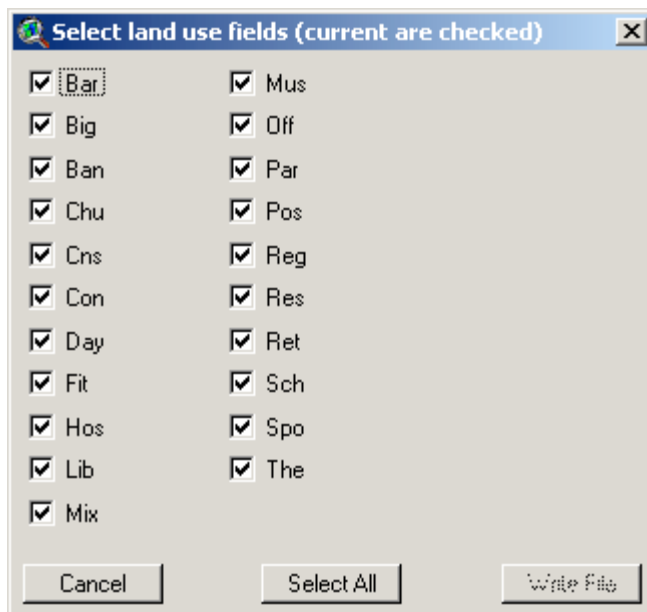 Select land use fields (current are checked)
Bar
Big
Ban
Chu
Cns
Con
Day
Fit
Hos
Lib
Mix
Mus
Off
Par
Pos
Reg
Res
Ret
Sch
Spo
The
Cancel
Select All
Write File